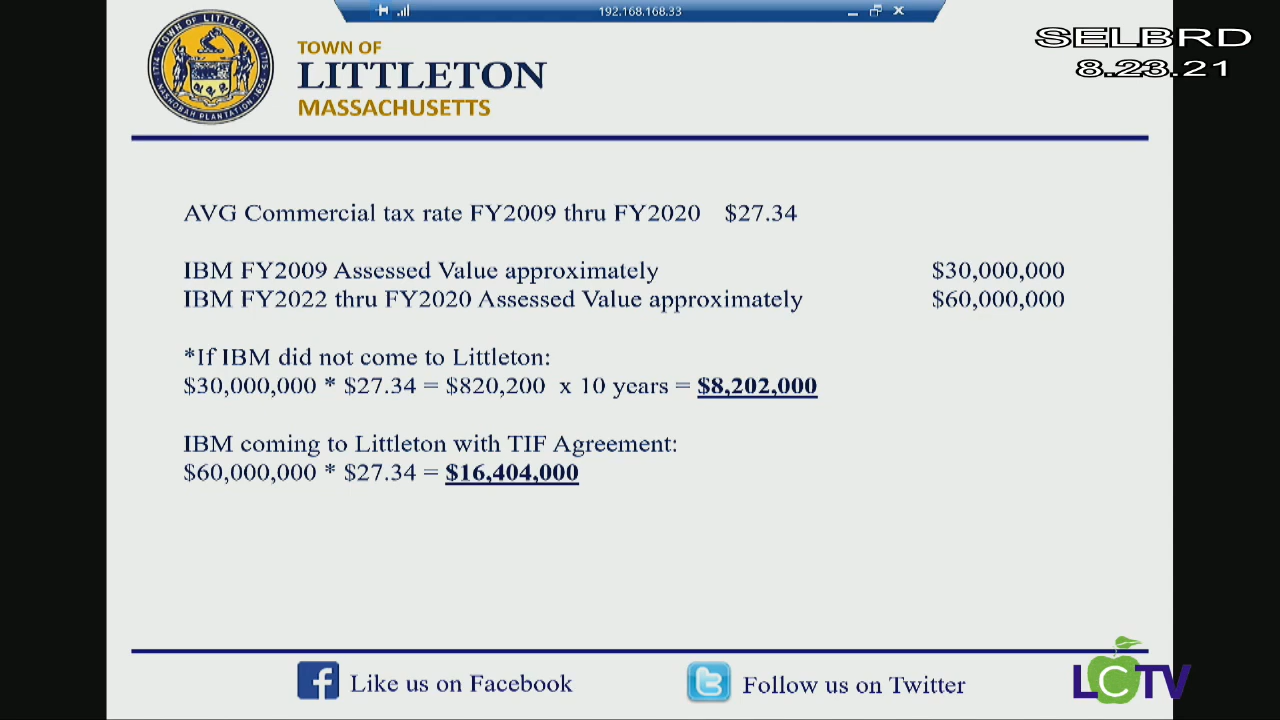 192.168.168.33
SELBRD
8.23.21
TOWN OF
LITTLETON
MASSACHUSETTS
AVG Commercial tax rate FY2009 thru FY2020 $27.34
IBM FY2009 Assessed Value approximately $30,000,000
IBM FY2022 thru FY2020 Assessed Value approximately $60,000,000
*If IBM did not come to Littleton:
$30,000,000 * $27.34 = $820,200 x 10 years = $8,202,000
IBM coming to Littleton with TIF Agreement:
$60,000,000 * $27.34 = $16,404,000
Like us on Facebook
Follow us on Twitter
LCTV